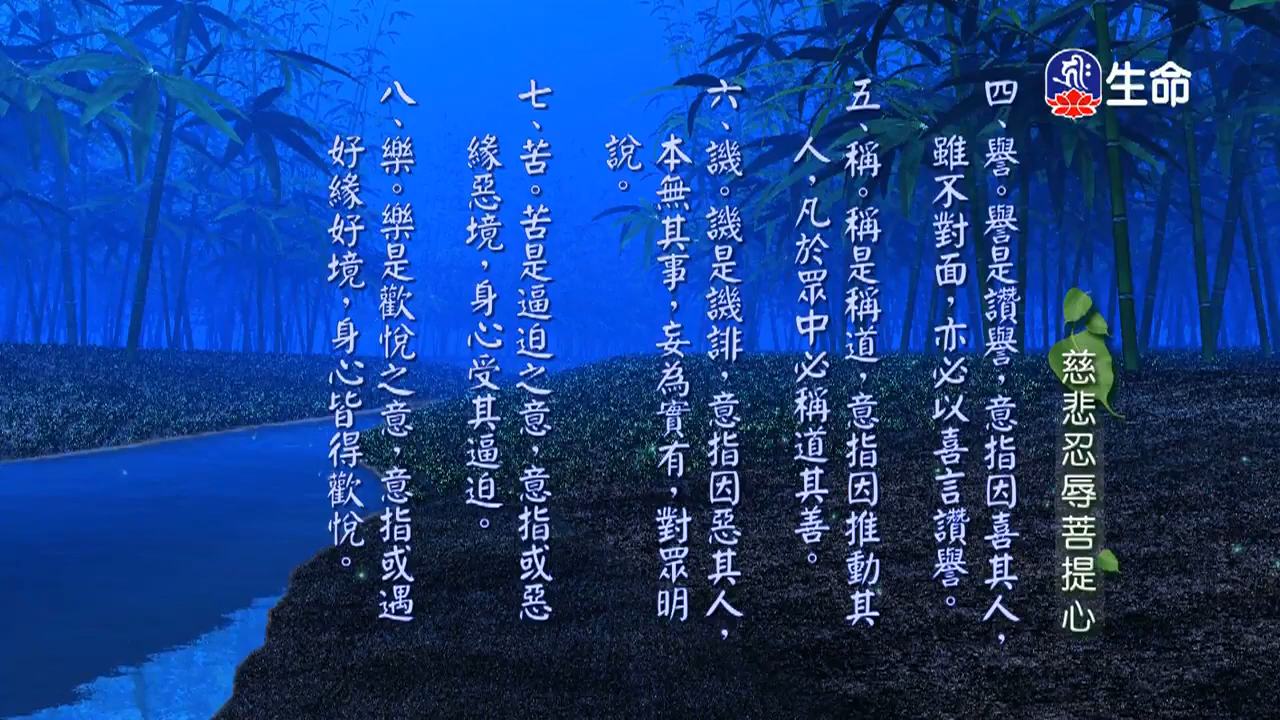 生命
慈悲忍辱菩提心
四、譽。譽是讚譽，意指因喜其人，
雖不對面，亦必以喜言讚譽。
五、稱。稱是稱道，意指因推動其
人，凡於眾中必稱道其善。
六、譏。譏是譏誹，意指因惡其人，
本無其事，妄為實有，對眾明
說。
七、苦。苦是逼迫之意，意指或惡
緣惡境，身心受其逼迫。
八、樂。樂是歡悅之意，意指或遇
好緣好境，身心皆得歡悅。